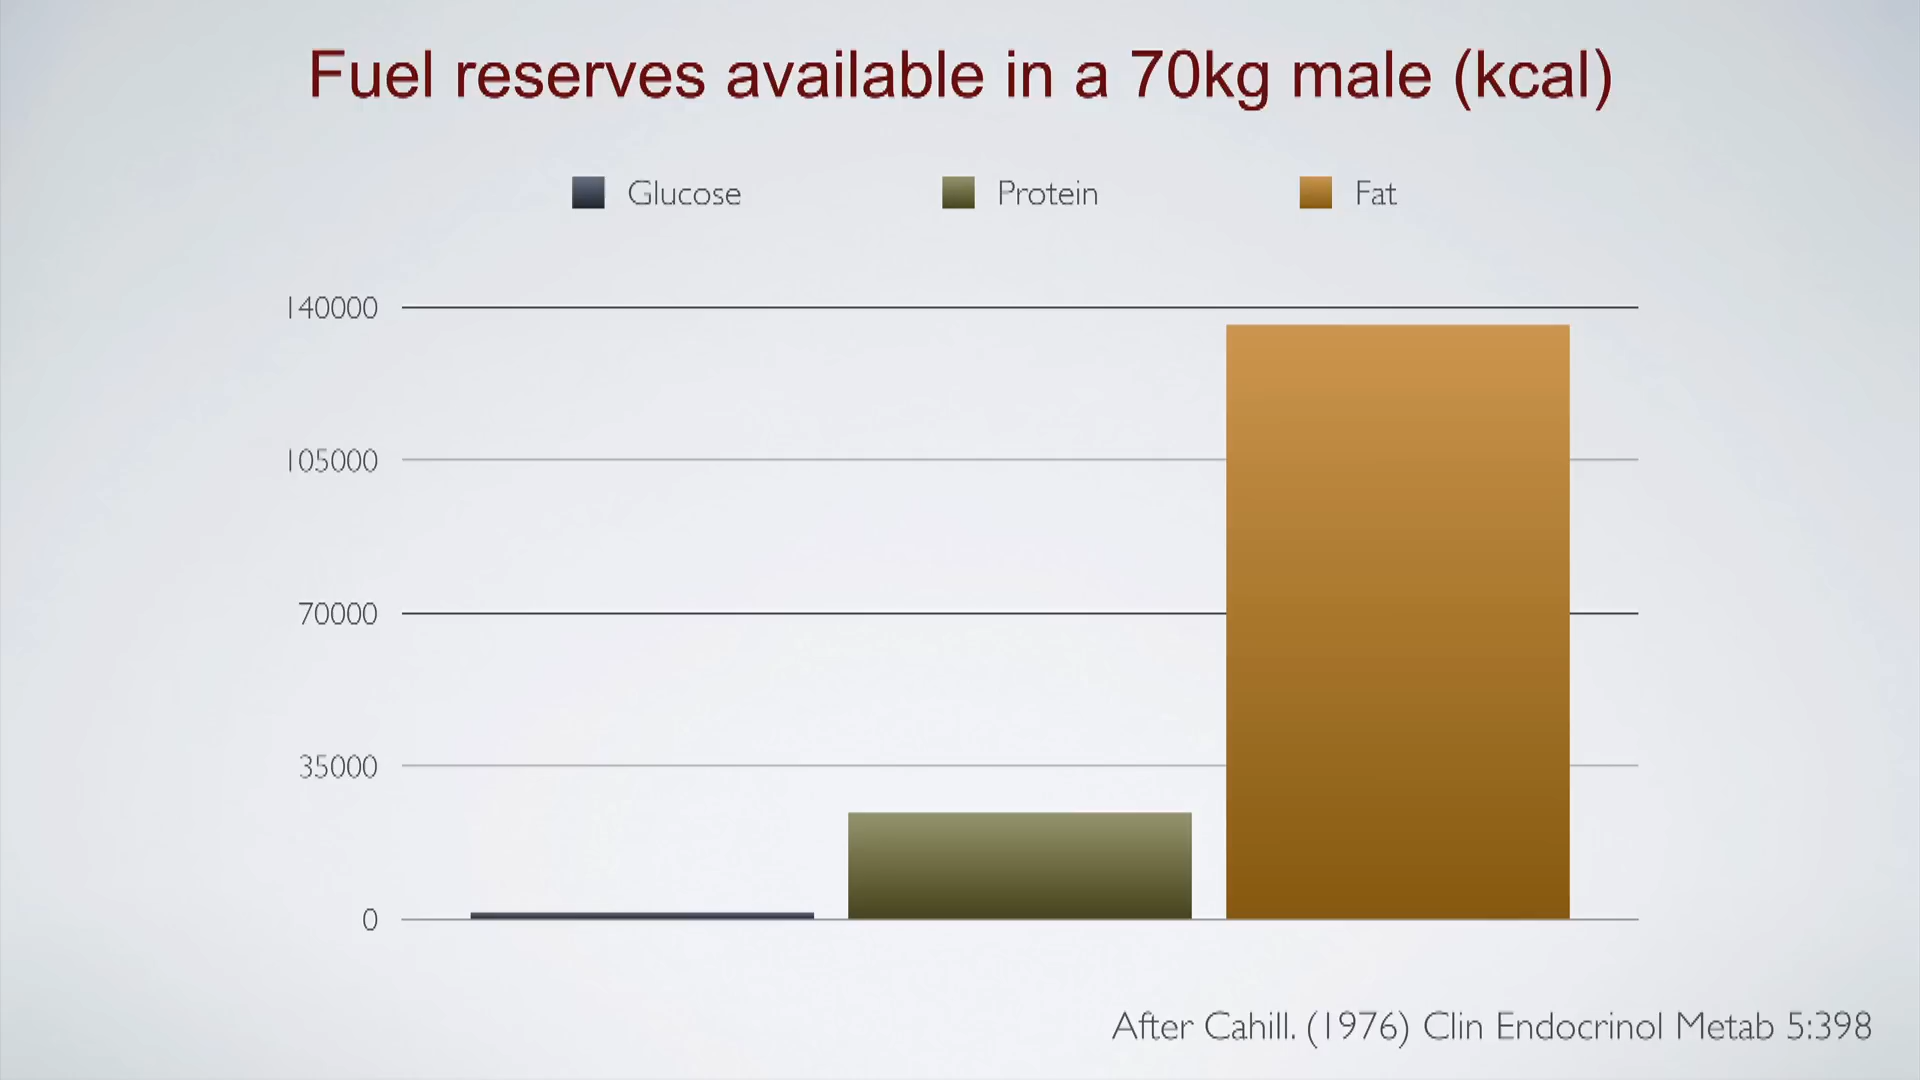 Fuel reserves available in a 70kg male (kcal)
Glucose Protein Fat
140000
105000
70000
35000
0
After Cahill. (1976) Clin Endocrinol Metab 5:398